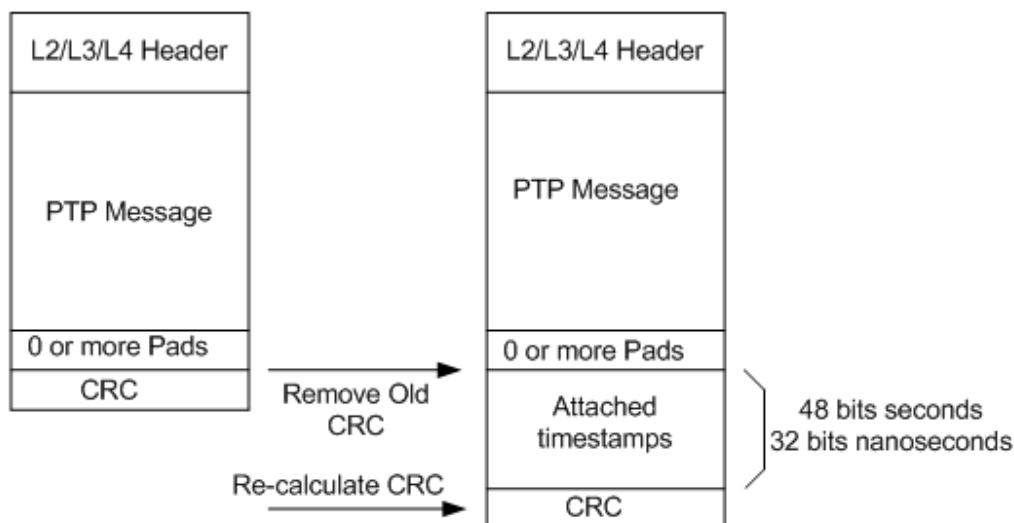 L2/L3/L4 Header
PTP Message
0 or more Pads
CRC
Remove Old
CRC
Re-calculate CRC
L2/L3/L4 Header
PTP Message
0 or more Pads
Attached
timestamps
CRC
48 bits seconds
32 bits nanoseconds